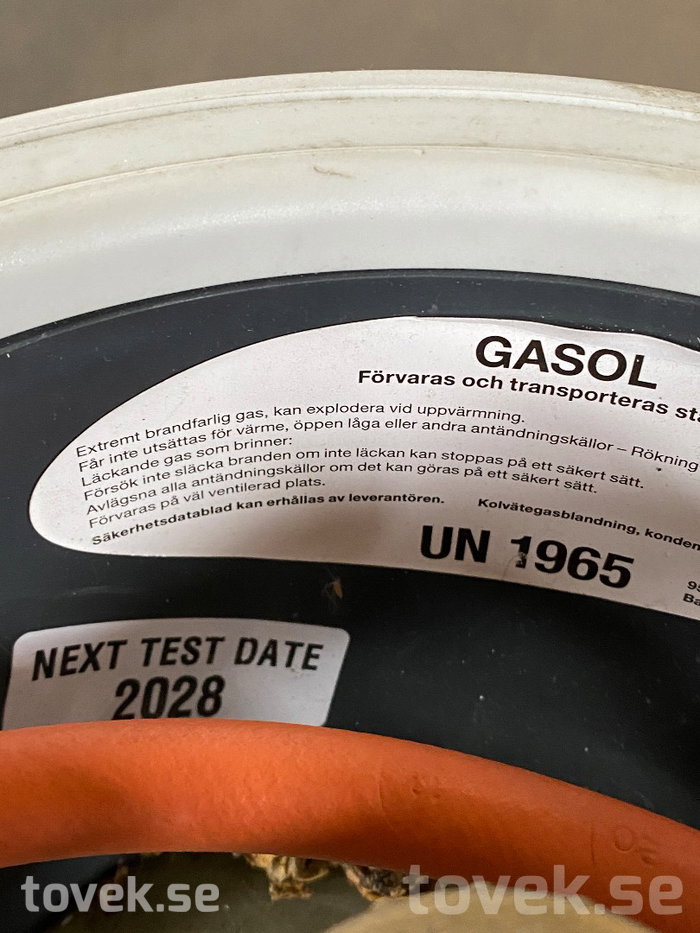 GASOL
Förvaras och transporteras
Extremt brandfarlig gas, kan explodera vid uppvärmning.
Får inte utsättas för värme, öppen låga eller andra antändningskällor – Rökning
Läckande gas som brinner:
Försök inte släcka branden om inte läckan kan stoppas på ett säkert sätt.
Avlägsna alla antändningskällor om det kan göras på ett säkert sätt.
Förvaras på väl ventilerad plats.
Säkerhetsdatablad kan erhållas av leverantören.
Kolvätegasblandning,
UN 1965
NEXT TEST DATE
2028
tovek.se
tovek.se